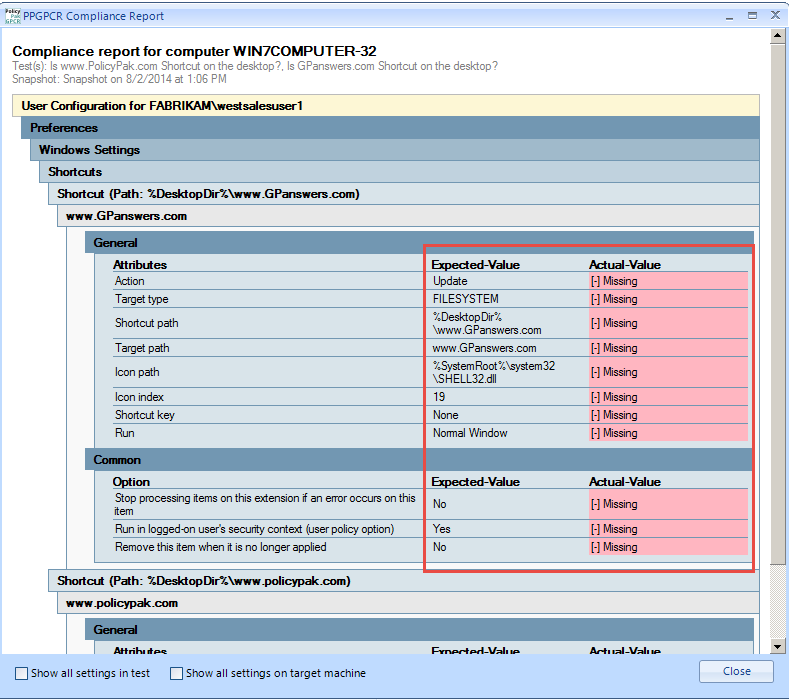 Policy Pak GPCR PPGPCR Compliance Report
Compliance report for computer WIN7COMPUTER-32
Test(s): Is www.PolicyPak.com Shortcut on the desktop?, Is GPanswers.com Shortcut on the desktop?
Snapshot: Snapshot on 8/2/2014 at 1:06 PM
User Configuration for FABRIKAM\westsalesuser1
Preferences
Windows Settings
Shortcuts
Shortcut (Path: %DesktopDir%\www.GPanswers.com)
www.GPanswers.com
General
Attributes Expected-Value Actual-Value
Action Update [-] Missing
Target type FILESYSTEM [-] Missing
Shortcut path %DesktopDir%
\www.GPanswers.com [-] Missing
Target path www.GPanswers.com [-] Missing
Icon path %SystemRoot%\system32
\SHELL32.dll [-] Missing
Icon index 19 [-] Missing
Shortcut key None [-] Missing
Run Normal Window [-] Missing
Common
Option Expected-Value Actual-Value
Stop processing items on this extension if an error occurs on this
item No [-] Missing
Run in logged-on user's security context (user policy option) Yes [-] Missing
Remove this item when it is no longer applied No [-] Missing
Shortcut (Path: %DesktopDir%\www.policypak.com)
www.policypak.com
General
Attributes Expected-Value Actual-Value
Show all settings in test Show all settings on target machine Close